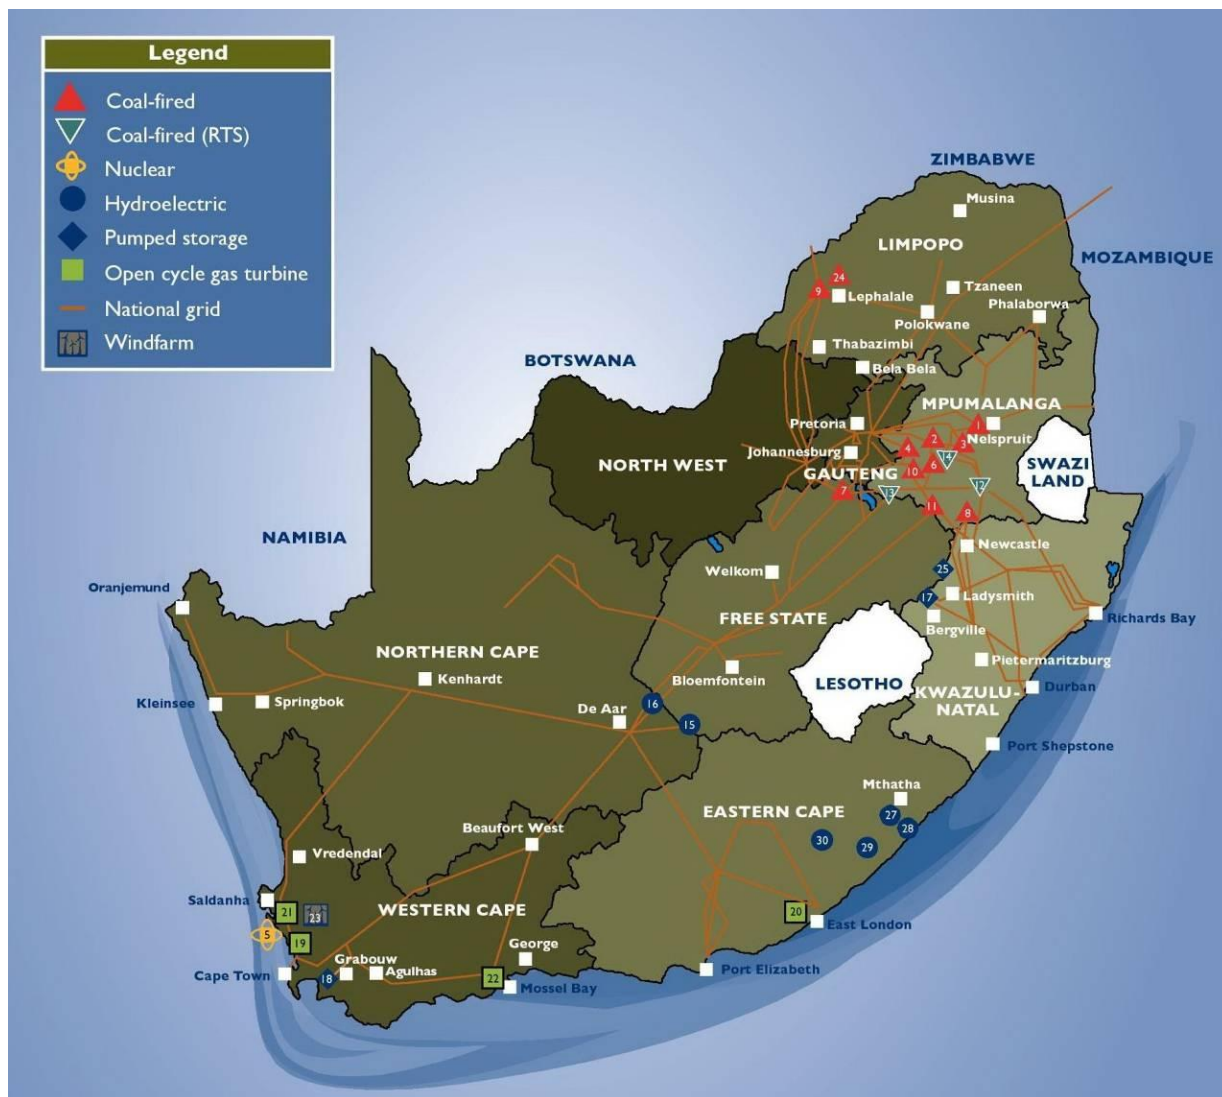 Legend
Coal-fired
Coal-fired (RTS)
Nuclear
Hydroelectric
Pumped storage
Open cycle gas turbine
National grid
Windfarm
ZIMBABWE
Musina
LIMPOPO
MOZAMBIQUE
24
9
Lephalale
Tzaneen
Phalaborwa
Polokwane
Thabazimbi
BOTSWANA
Bela Bela
MPUMALANGA
Pretoria
1
2
3
Nelspruit
4
Johannesburg
14
6
NORTH WEST
GAUTENG
10
SWAZI
LAND
7
13
12
11
8
NAMIBIA
Newcastle
Welkom
25
Oranjemund
17
Ladysmith
FREE STATE
Bergville
Richards Bay
NORTHERN CAPE
Kenhardt
Bloemfontein
LESOTHO
Pietermaritzburg
Durban
KWAZULU-
NATAL
Kleinsee
Springbok
De Aar
16
15
Port Shepstone
Mthatha
EASTERN CAPE
27
28
Beaufort West
30
29
Vredendal
Saldanha
21
23
WESTERN CAPE
20
East London
5
19
George
Grabouw
Cape Town
18
Agulhas
22
Mossel Bay
Port Elizabeth